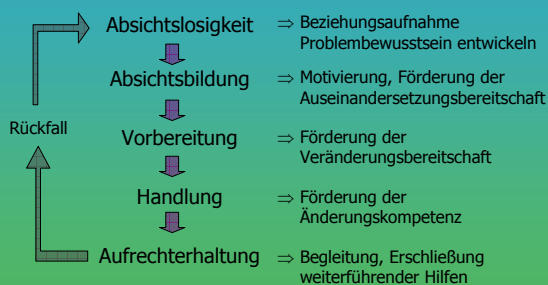 Absichtslosigkeit ⇒ Beziehungsaufnahme
Problembewusstsein entwickeln
Absichtsbildung ⇒ Motivierung, Förderung der
Auseinandersetzungsbereitschaft
Rückfall
Vorbereitung ⇒ Förderung der
Veränderungsbereitschaft
Handlung ⇒ Förderung der
Änderungskompetenz
Aufrechterhaltung ⇒ Begleitung, Erschließung
weiterführender Hilfen